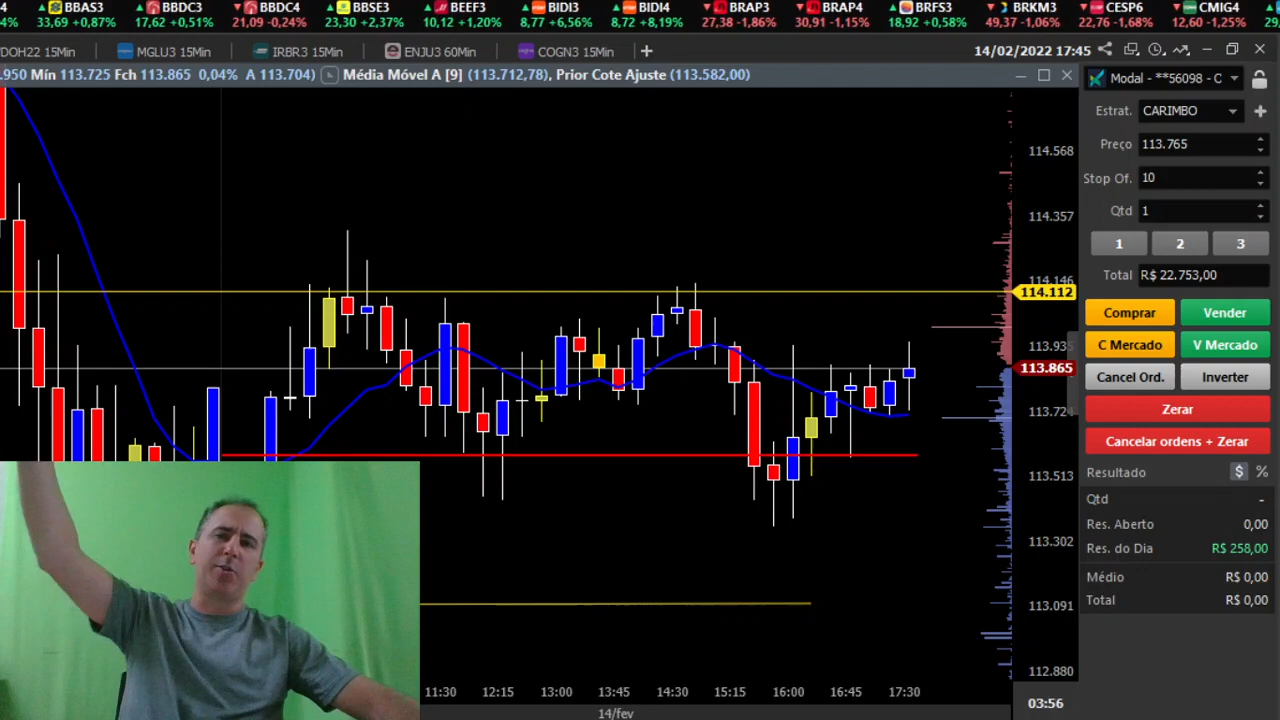 4 BBAS3 BBDC3 BBDC4 BBSE3 BEEF3 BIDI3 BIDI4 BRAP3 BRAP4 BRFS3 BRKM3 CESP6 CMIG4
4% 33,69 +0,87% 17,62 +0,51% 21,09 -0,24% 23,30 +2,37% 10,12 +1,20% 8,77 +6,56% 8,72 +8,19% 27,38 -1,86% 30,91 -1,15% 18,92 +0,58% 49,37 -1,06% 22,76 -1,68% 12,60 -1,25% 29,
DOH22 15Min MGLU3 15Min IRBR3 15Min ENJU3 60Min COGN3 15Min + 14/02/2022 17:45
.950 Mín 113.725 Fch 113.865 0,04% A 113.704) Média Móvel A [9] (113.712,78), Prior Cote Ajuste (113.582,00)
114.568
114.357
114.146
114.112
113.935
113.865
113.724
113.513
113.302
113.091
112.880
11:30 12:15 13:00 13:45 14:30 15:15 16:00 16:45 17:30
14/fev
03:56
Modal - **56098 - C
Estrat. CARIMBO
Preço 113.765
Stop Of. 10
Qtd 1
1 2 3
Total R$ 22.753,00
Comprar Vender
C Mercado V Mercado
Cancel Ord. Inverter
Zerar
Cancelar ordens + Zerar
Resultado $ %
Qtd -
Res. Aberto 0,00
Res. do Dia R$ 258,00
Médio R$ 0,00
Total R$ 0,00